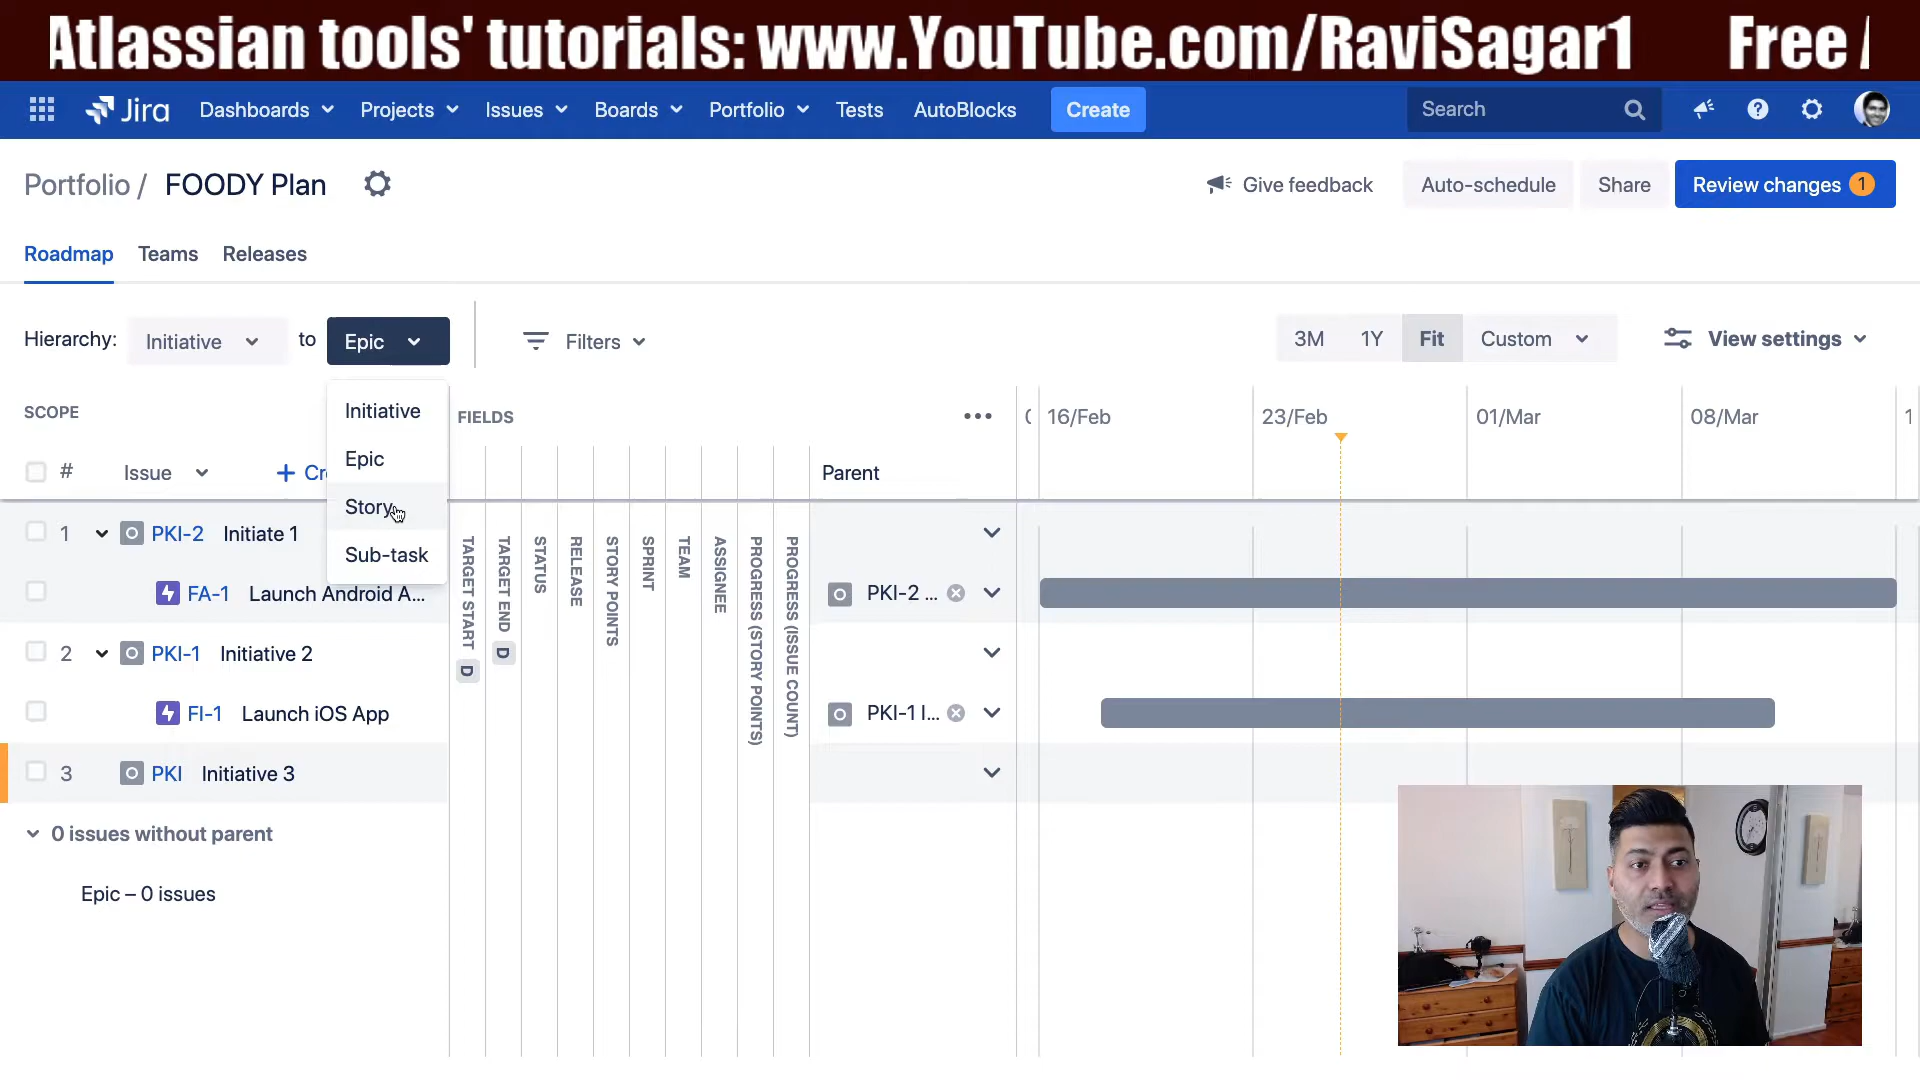 Atlassian tools' tutorials: www.YouTube.com/RaviSagar1 Free
Jira Dashboards Projects Issues Boards Portfolio Tests AutoBlocks Create Search
Portfolio / FOODY Plan Give feedback Auto-schedule Share Review changes 1
Roadmap Teams Releases
Hierarchy: Initiative to Epic Filters 3M 1Y Fit Custom View settings
Initiative
Epic
Story
Sub-task
SCOPE FIELDS ••• 16/Feb 23/Feb 01/Mar 08/Mar 1
# Issue + Cr Parent
TARGET START D
TARGET END D
STATUS
RELEASE
STORY POINTS
SPRINT
TEAM
ASSIGNEE
PROGRESS (STORY POINTS)
PROGRESS (ISSUE COUNT)
1 PKI-2 Initiate 1
FA-1 Launch Android A... PKI-2 ...
2 PKI-1 Initiative 2
FI-1 Launch iOS App PKI-1 I...
3 PKI Initiative 3
0 issues without parent
Epic – 0 issues